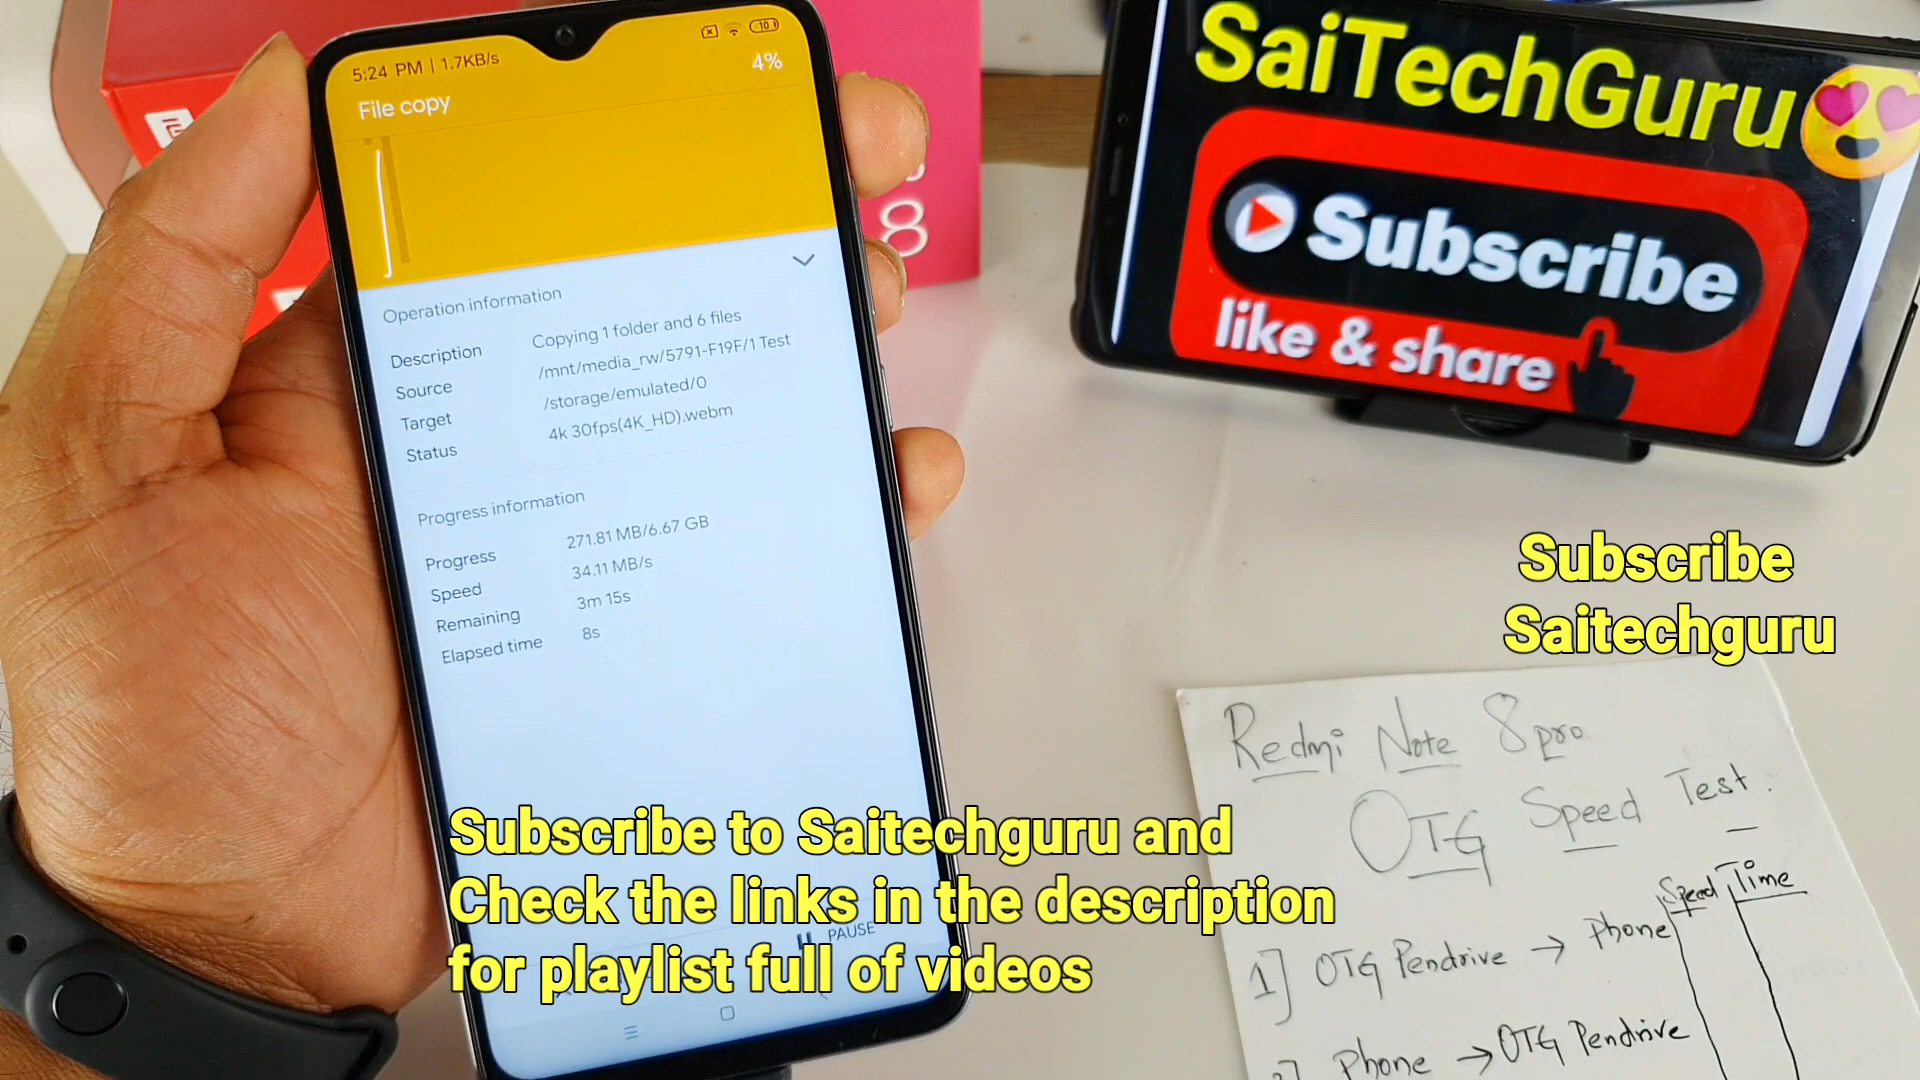 5:24 PM | 1.7KB/s
10
4%
File copy
Operation information
Description Copying 1 folder and 6 files
Source /mnt/media_rw/5791-F19F/1 Test
Target /storage/emulated/0
Status 4k 30fps(4K_HD).webm
Progress information
Progress 271.81 MB/6.67 GB
Speed 34.11 MB/s
Remaining 3m 15s
Elapsed time 8s
PAUSE
8
SaiTechGuru
Subscribe
like & share
Subscribe
Saitechguru
Subscribe to Saitechguru and
Check the links in the description
for playlist full of videos
Redmi Note 8 pro
OTG Speed Test
Speed Time
1] OTG Pendrive → Phone
Phone → OTG Pendrive